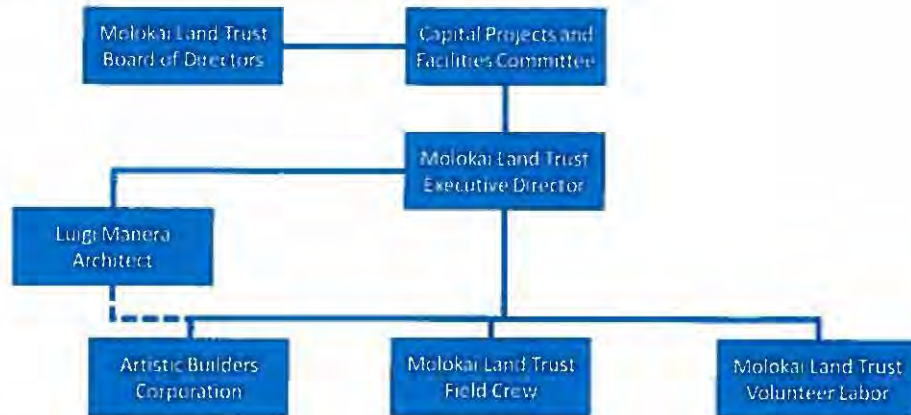 Molokai Land Trust
Board of Directors
Capital Projects and
Facilities Committee
Molokai Land Trust
Executive Director
Luigi Manera
Architect
Artistic Builders
Corporation
Molokai Land Trust
Field Crew
Molokai Land Trust
Volunteer Labor